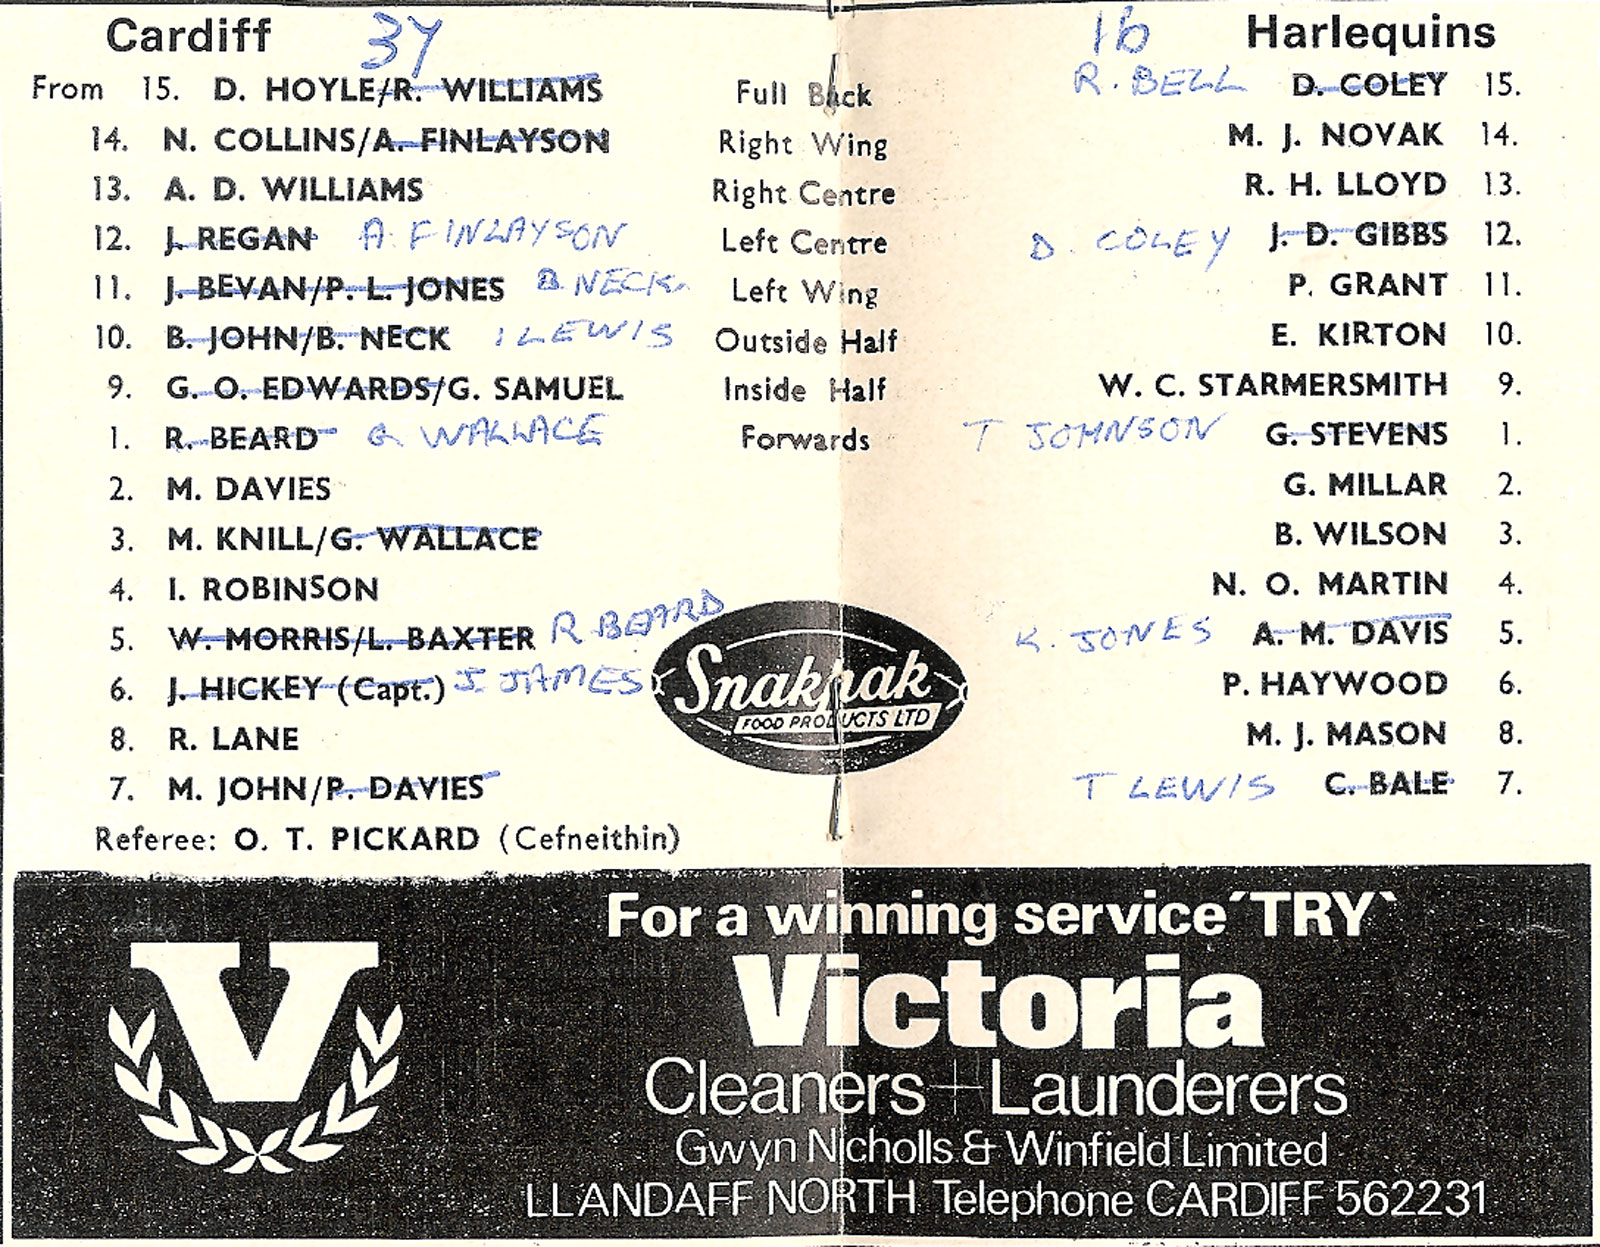 Cardiff 34 16 Harlequins
From 15. D. HOYLE/R. WILLIAMS Full Back R. BELL D. COLEY 15.
14. N. COLLINS/A. FINLAYSON Right Wing M. J. NOVAK 14.
13. A. D. WILLIAMS Right Centre R. H. LLOYD 13.
12. J. REGAN A. FINLAYSON Left Centre D. COLEY J. D. GIBBS 12.
11. J. BEVAN/P. L. JONES B NECK. Left Wing P. GRANT 11.
10. B. JOHN/B. NECK I LEWIS Outside Half E. KIRTON 10.
9. G. O. EDWARDS/G. SAMUEL Inside Half W. C. STARMERSMITH 9.
1. R. BEARD G WALLACE Forwards T JOHNSON G. STEVENS 1.
2. M. DAVIES G. MILLAR 2.
3. M. KNILL/G. WALLACE B. WILSON 3.
4. I. ROBINSON N. O. MARTIN 4.
5. W. MORRIS/L. BAXTER R BEARD K. JONES A. M. DAVIS 5.
6. J. HICKEY (Capt.) J. JAMES P. HAYWOOD 6.
Snakpak
FOOD PRODUCTS LTD
8. R. LANE M. J. MASON 8.
7. M. JOHN/P. DAVIES T LEWIS C. BALE 7.
Referee: O. T. PICKARD (Cefneithin)
V
For a winning service ´TRY`
Victoria
Cleaners + Launderers
Gwyn Nicholls & Winfield Limited
LLANDAFF NORTH Telephone CARDIFF 562231